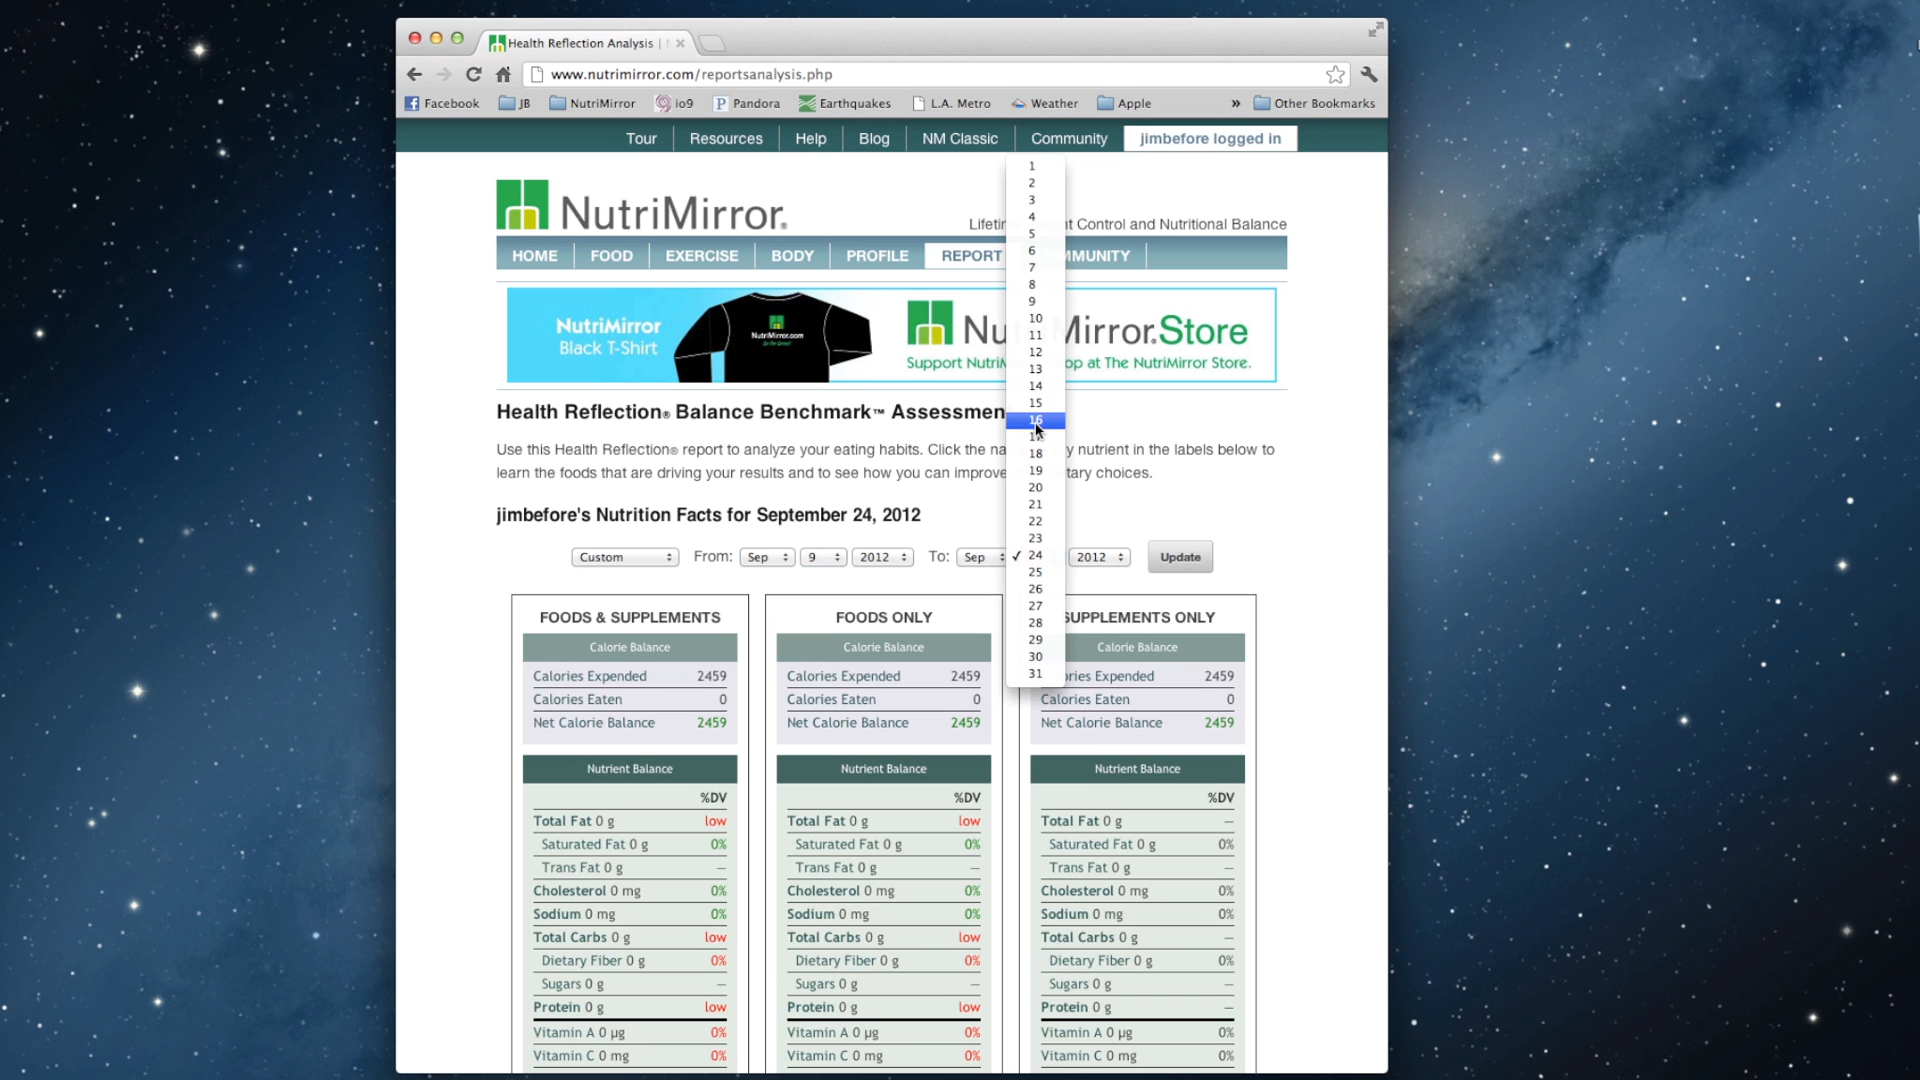 Health Reflection Analysis |
www.nutrimirror.com/reportsanalysis.php
Facebook JB NutriMirror io9 Pandora Earthquakes L.A. Metro Weather Apple » Other Bookmarks
Tour Resources Help Blog NM Classic Community jimbefore logged in
NutriMirror®
Control and Nutritional Balance
HOME FOOD EXERCISE BODY PROFILE REPORT
NutriMirror
Black T-Shirt
NutriMirror.com
Mirror.Store
Support
op at The NutriMirror Store.
Health Reflection® Balance Benchmark™
Use this Health Reflection® report to analyze your eating habits. Click the
nutrient in the labels below to
learn the foods that are driving your results and to see how you can improve
choices.
jimbefore's Nutrition Facts for September 24, 2012
Custom From: Sep 9 2012 To: Sep 2012 Update
1
2
3
4
5
6
7
8
9
10
11
12
13
14
15
16
17
18
19
20
21
22
23
✓ 24
25
26
27
28
29
30
31
FOODS & SUPPLEMENTS
Calorie Balance
Calories Expended 2459
Calories Eaten 0
Net Calorie Balance 2459
Nutrient Balance
%DV
Total Fat 0 g low
Saturated Fat 0 g 0%
Trans Fat 0 g —
Cholesterol 0 mg 0%
Sodium 0 mg 0%
Total Carbs 0 g low
Dietary Fiber 0 g 0%
Sugars 0 g —
Protein 0 g low
Vitamin A 0 µg 0%
Vitamin C 0 mg 0%
FOODS ONLY
Calorie Balance
Calories Expended 2459
Calories Eaten 0
Net Calorie Balance 2459
Nutrient Balance
%DV
Total Fat 0 g low
Saturated Fat 0 g 0%
Trans Fat 0 g —
Cholesterol 0 mg 0%
Sodium 0 mg 0%
Total Carbs 0 g low
Dietary Fiber 0 g 0%
Sugars 0 g —
Protein 0 g low
Vitamin A 0 µg 0%
Vitamin C 0 mg 0%
SUPPLEMENTS ONLY
Calorie Balance
Expended 2459
Calories Eaten 0
Net Calorie Balance 2459
Nutrient Balance
%DV
Total Fat 0 g —
Saturated Fat 0 g 0%
Trans Fat 0 g —
Cholesterol 0 mg 0%
Sodium 0 mg 0%
Total Carbs 0 g —
Dietary Fiber 0 g 0%
Sugars 0 g —
Protein 0 g —
Vitamin A 0 µg 0%
Vitamin C 0 mg 0%